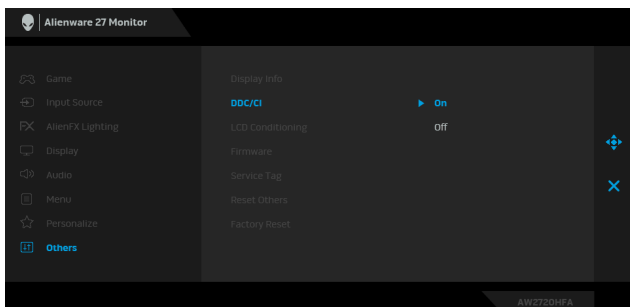 Alienware 27 Monitor
Game
Input Source
AlienFX Lighting
Display
Audio
Menu
Personalize
Others
Display Info
DDC/CI
On
LCD Conditioning
Off
Firmware
Service Tag
Reset Others
Factory Reset
AW2720HFA